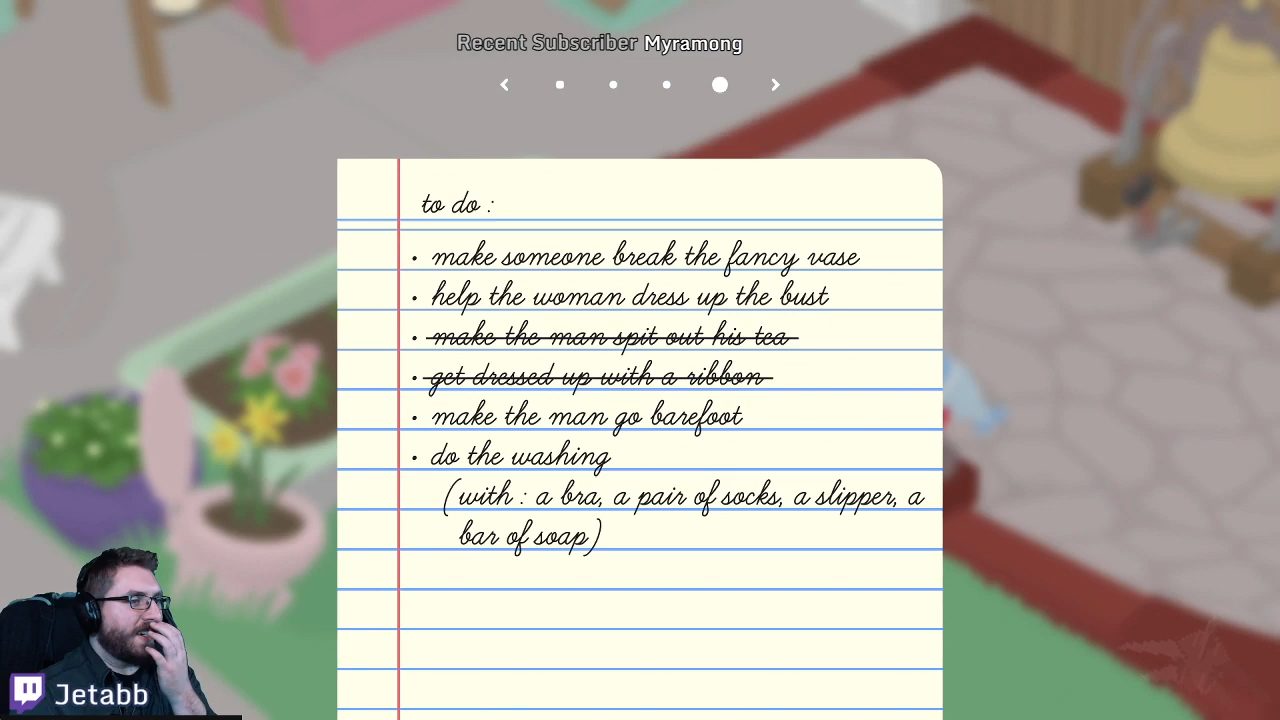 Recent Subscriber Myramong
to do :
• make someone break the fancy vase
• help the woman dress up the bust
• make the man spit out his tea
• get dressed up with a ribbon
• make the man go barefoot
• do the washing
(with : a bra, a pair of socks, a slipper, a
bar of soap)
Jetabb